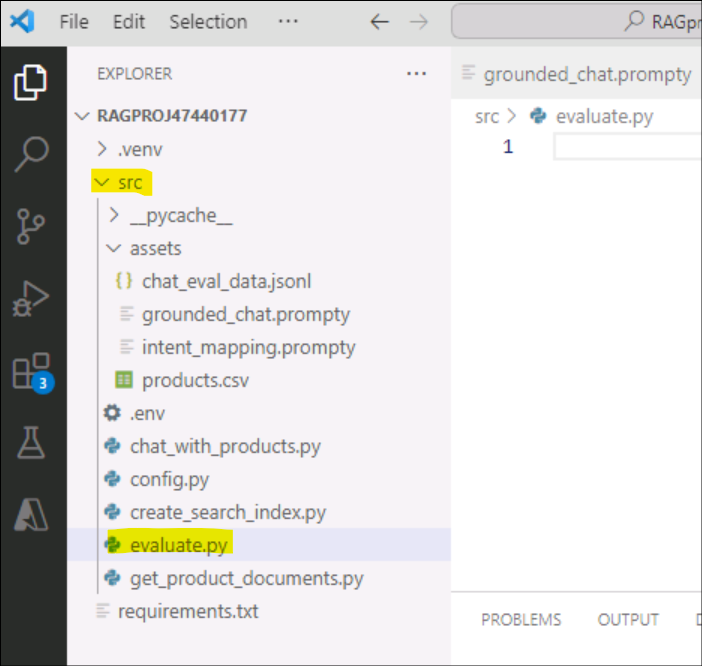 File Edit Selection ··· RAGpr
EXPLORER ···
grounded_chat.prompty
RAGPROJ47440177
src > evaluate.py
.venv
1
src
__pycache__
assets
chat_eval_data.jsonl
grounded_chat.prompty
intent_mapping.prompty
products.csv
3
.env
chat_with_products.py
config.py
create_search_index.py
evaluate.py
get_product_documents.py
requirements.txt
PROBLEMS OUTPUT